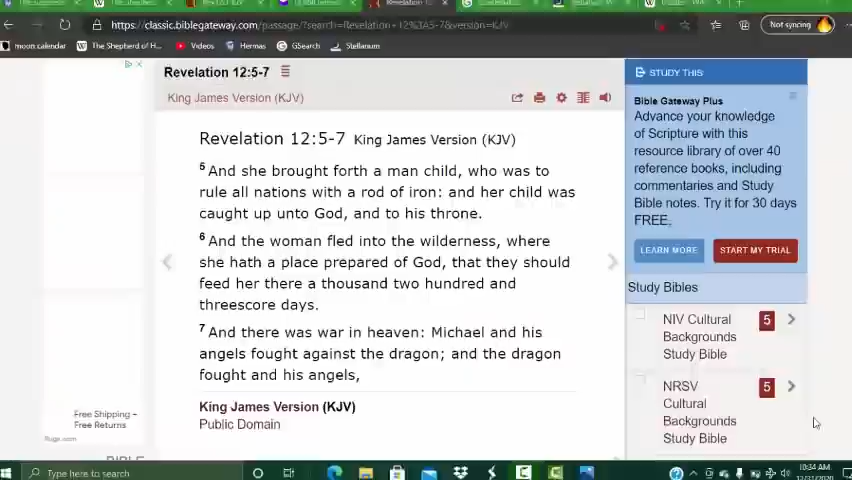 https://classic.biblegateway.com/passage/?search=Revelation 12%3A5-7&version=KJV
Not syncing
moon calendar
The Shepherd of H...
Verily
Hermas
GSearch
Stellarium
Revelation 12:5-7
King James Version (KJV)
Revelation 12:5-7 King James Version (KJV)
5 And she brought forth a man child, who was to
rule all nations with a rod of iron: and her child was
caught up unto God, and to his throne.
6 And the woman fled into the wilderness, where
she hath a place prepared of God, that they should
feed her there a thousand two hundred and
threescore days.
7 And there was war in heaven: Michael and his
angels fought against the dragon; and the dragon
fought and his angels,
King James Version (KJV)
Public Domain
Free Shipping –
Free Returns
Ruga.com
STUDY THIS
Bible Gateway Plus
Advance your knowledge
of Scripture with this
resource library of over 40
reference books, including
commentaries and Study
Bible notes. Try it for 30 days
FREE.
LEARN MORE
START MY TRIAL
Study Bibles
NIV Cultural
Backgrounds
Study Bible
5
NRSV
Cultural
Backgrounds
Study Bible
5
Type here to search
10:34 AM
12/31/2020